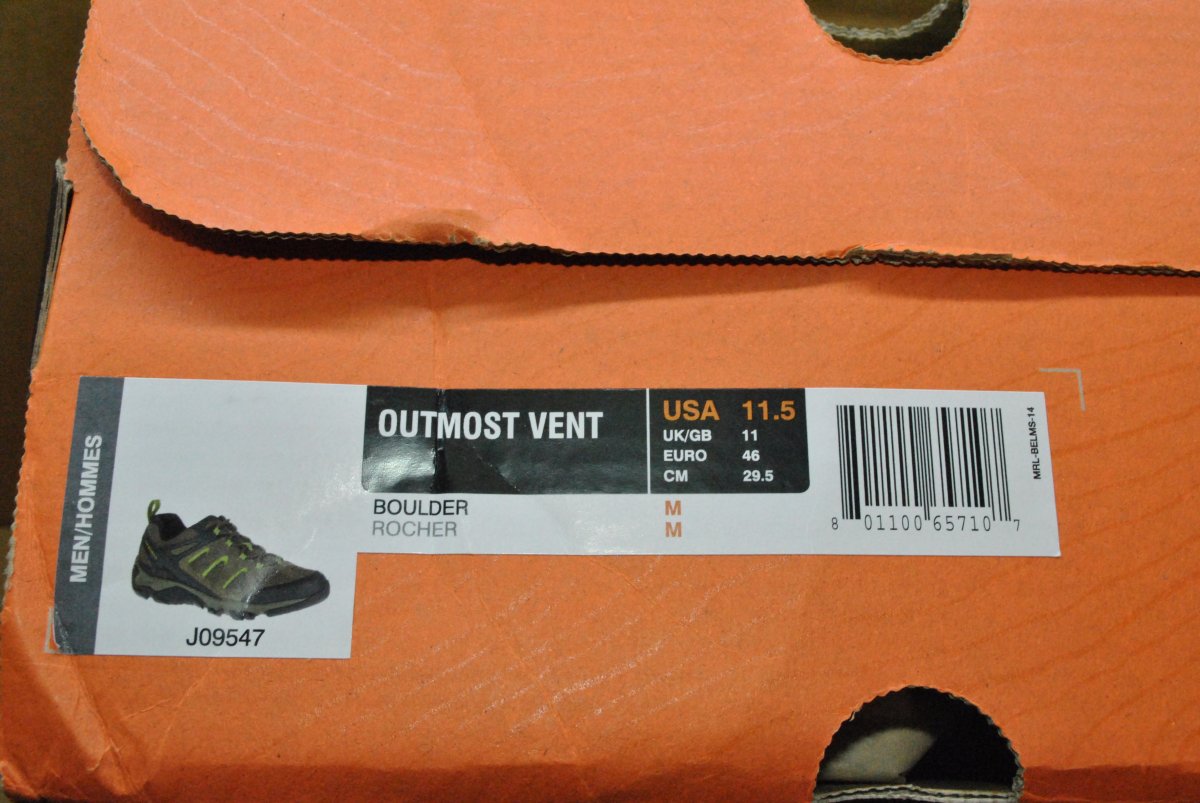 MEN/HOMMES
J09547
OUTMOST VENT
BOULDER
ROCHER
USA 11.5
UK/GB 11
EURO 46
CM 29.5
M
M
8 01100 65710 7
MRL-BELMS-14